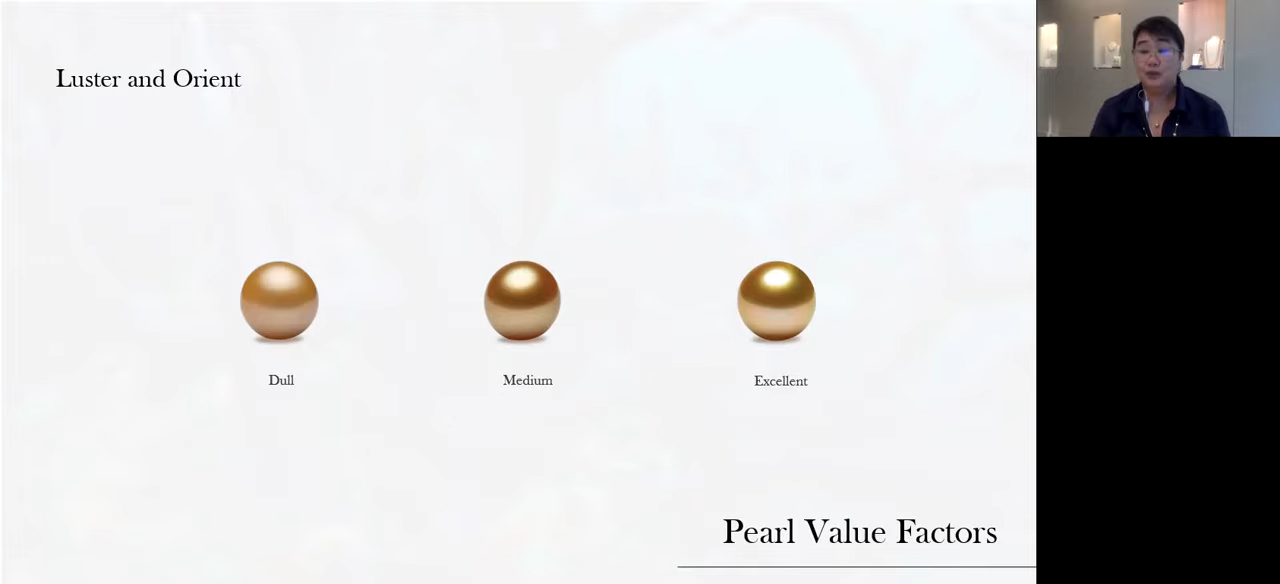 Luster and Orient
Dull
Medium
Excellent
Pearl Value Factors